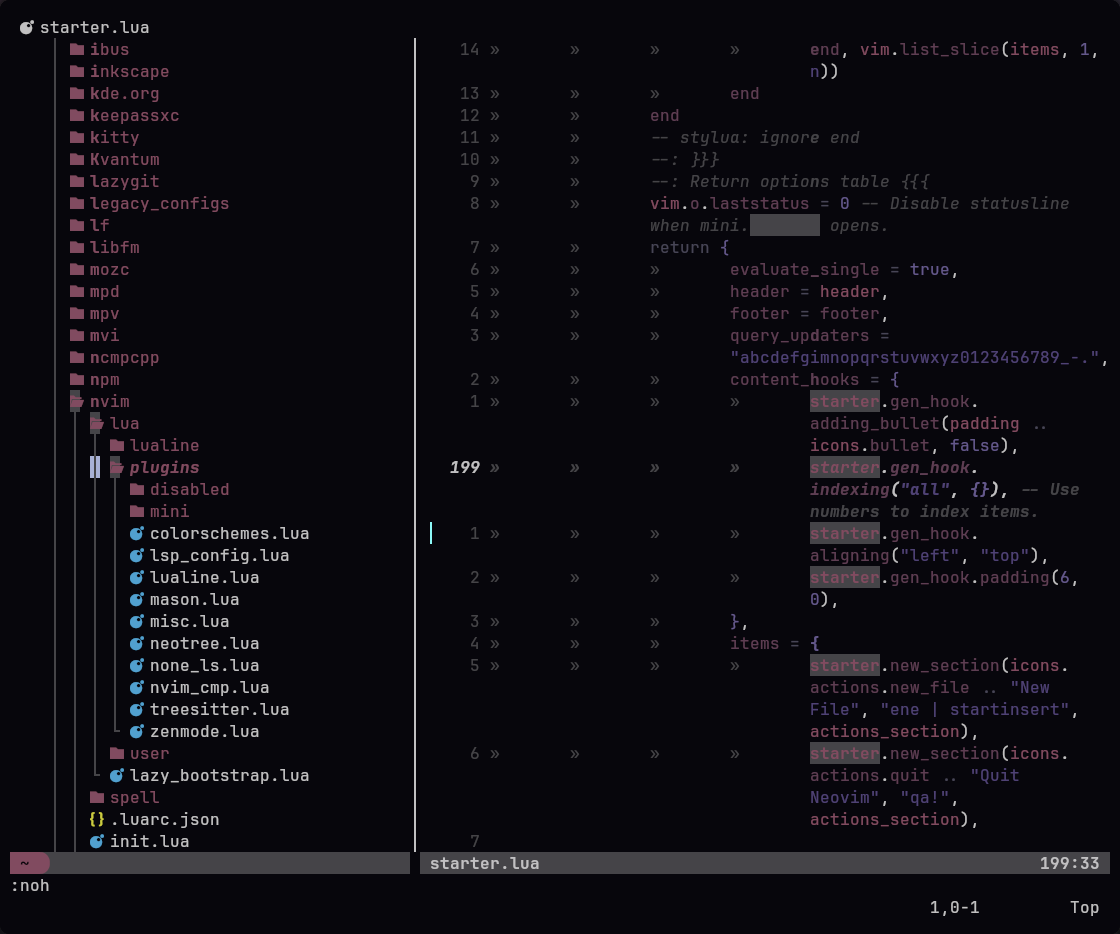 starter.lua
ibus
inkscape
kde.org
keepassxc
kitty
Kvantum
lazygit
legacy_configs
lf
libfm
mozc
mpd
mpv
mvi
ncmpcpp
npm
nvim
lua
lualine
plugins
disabled
mini
colorschemes.lua
lsp_config.lua
lualine.lua
mason.lua
misc.lua
neotree.lua
none_ls.lua
nvim_cmp.lua
treesitter.lua
zenmode.lua
user
lazy_bootstrap.lua
spell
{} .luarc.json
init.lua
~
14 » » » » end, vim.list_slice(items, 1,
n))
13 » » » end
12 » » end
11 » » -- stylua: ignore end
10 » » --: }}}
9 » » --: Return options table {{{
8 » » vim.o.laststatus = 0 -- Disable statusline
when mini. opens.
7 » » return {
6 » » » evaluate_single = true,
5 » » » header = header,
4 » » » footer = footer,
3 » » » query_updaters =
"abcdefgimnopqrstuvwxyz0123456789_-.",
2 » » » content_hooks = {
1 » » » » starter.gen_hook.
adding_bullet(padding ..
icons.bullet, false),
199 » » » » starter.gen_hook.
indexing("all", {}), -- Use
numbers to index items.
1 » » » » starter.gen_hook.
aligning("left", "top"),
2 » » » » starter.gen_hook.padding(6,
0),
3 » » » },
4 » » » items = {
5 » » » » starter.new_section(icons.
actions.new_file .. "New
File", "ene | startinsert",
actions_section),
6 » » » » starter.new_section(icons.
actions.quit .. "Quit
Neovim", "qa!",
actions_section),
7
starter.lua 199:33
:noh
1,0-1 Top